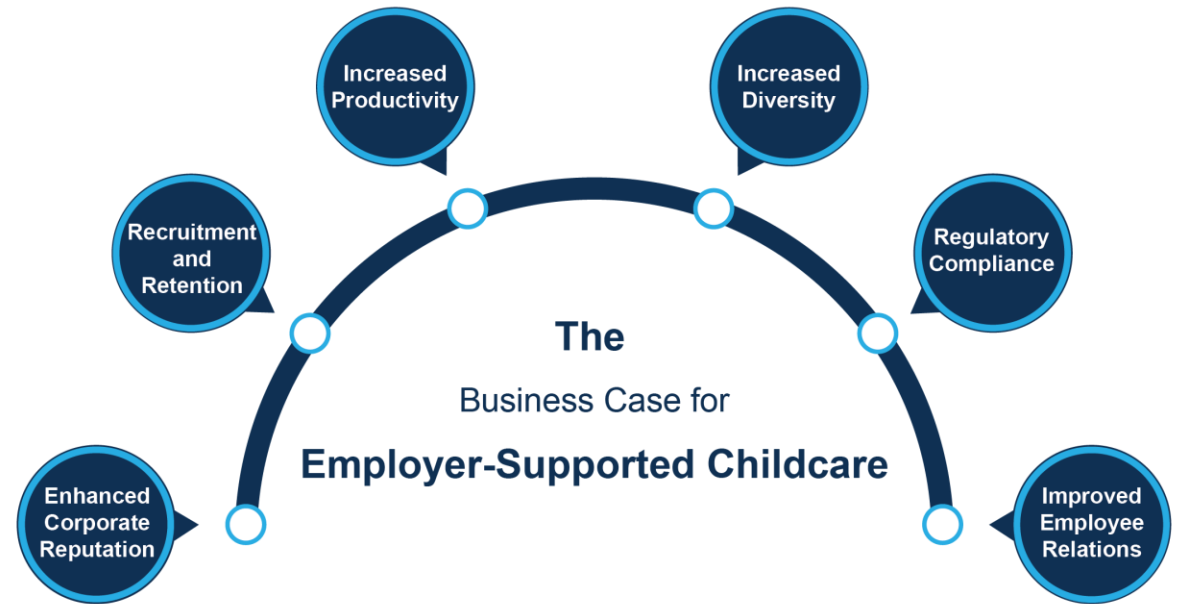 Increased
Productivity
Increased
Diversity
Recruitment
and
Retention
Regulatory
Compliance
The
Business Case for
Employer-Supported Childcare
Enhanced
Corporate
Reputation
Improved
Employee
Relations